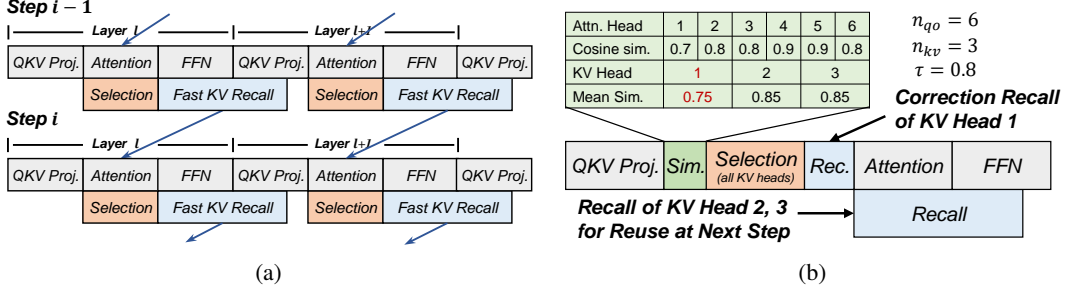 Step i − 1
Layer l
Layer l+1
QKV Proj. Attention FFN QKV Proj. Attention FFN QKV Proj.
Selection Fast KV Recall Selection Fast KV Recall
Step i
Layer l
Layer l+1
QKV Proj. Attention FFN QKV Proj. Attention FFN QKV Proj.
Selection Fast KV Recall Selection Fast KV Recall
(a)
Attn. Head 1 2 3 4 5 6
Cosine sim. 0.7 0.8 0.8 0.9 0.9 0.8
KV Head 1 2 3
Mean Sim. 0.75 0.85 0.85
n_{qo} = 6
n_{kv} = 3
τ = 0.8
Correction Recall
of KV Head 1
QKV Proj. Sim. Selection Rec. Attention FFN
(all KV heads)
Recall of KV Head 2, 3
for Reuse at Next Step
Recall
(b)